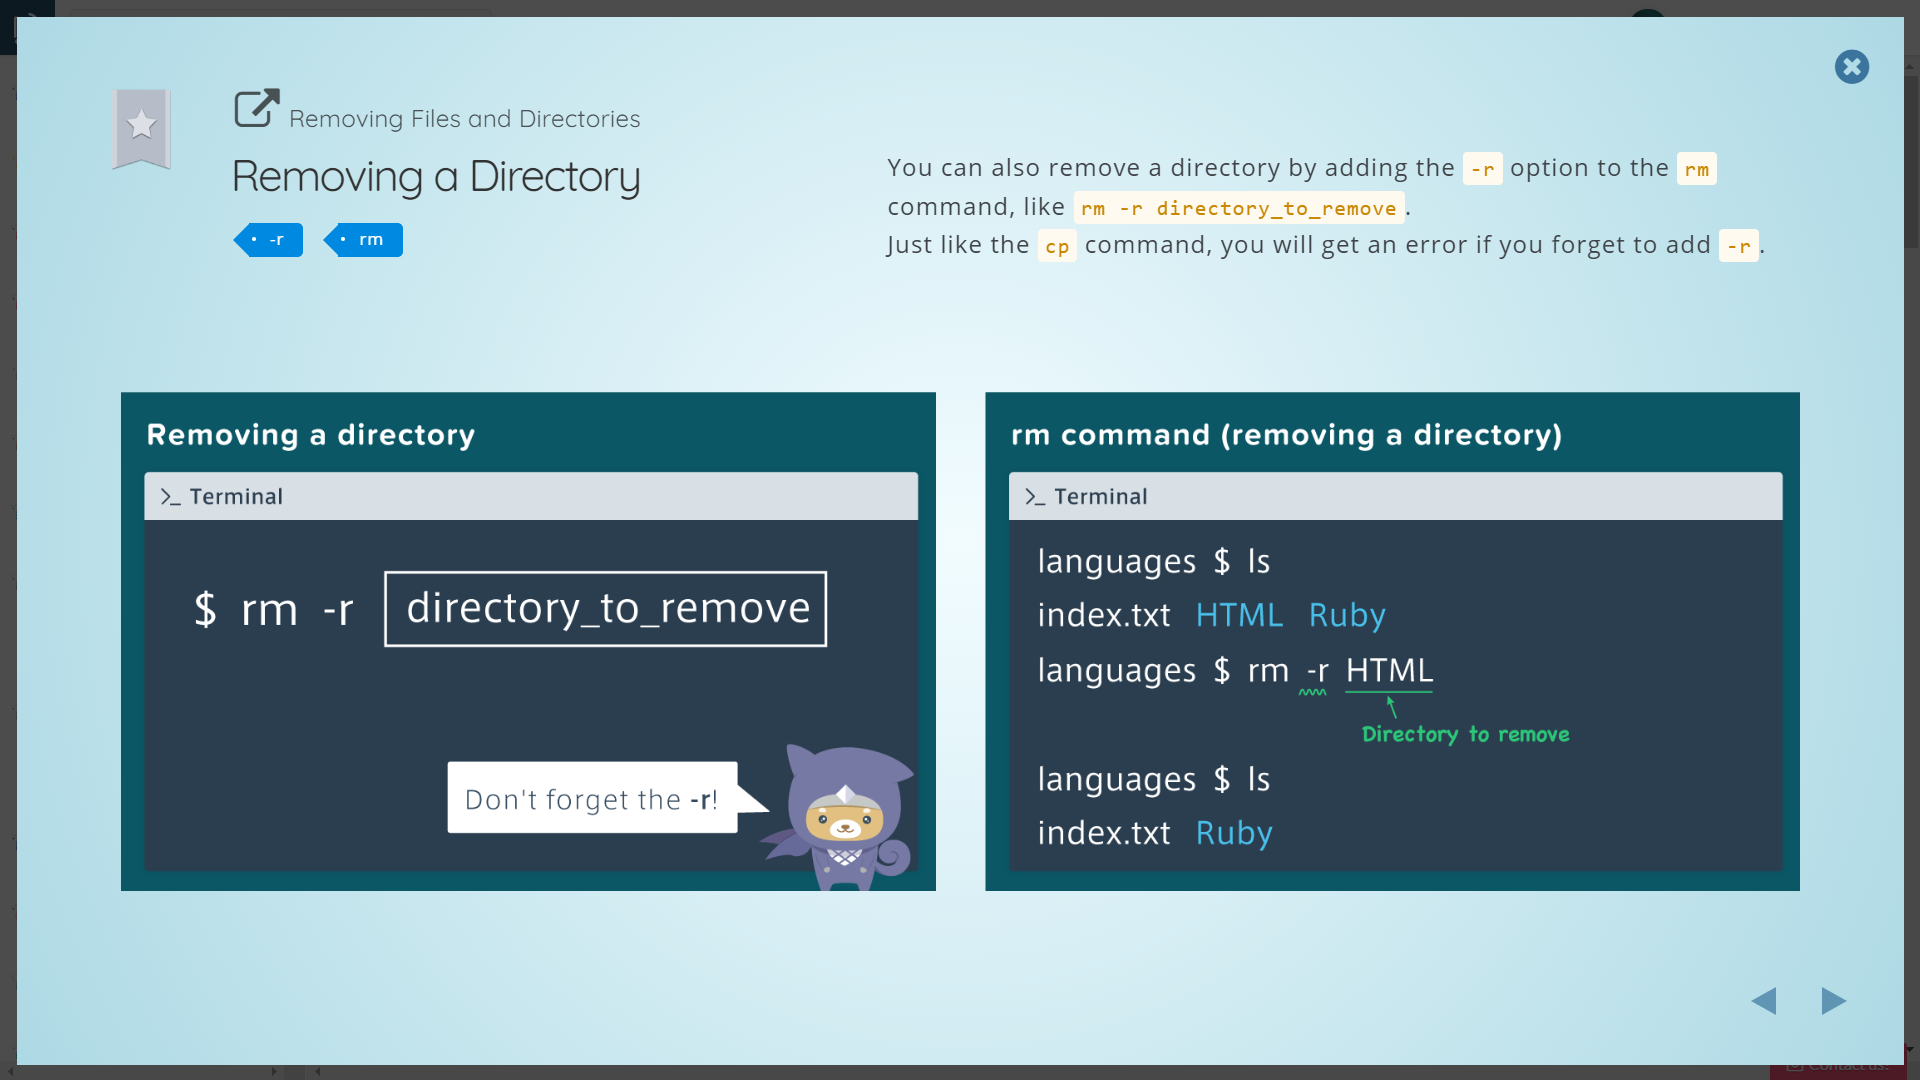 Removing Files and Directories
Removing a Directory
-r
rm
You can also remove a directory by adding the -r option to the rm
command, like rm -r directory_to_remove.
Just like the cp command, you will get an error if you forget to add -r.
Removing a directory
>_ Terminal
$ rm -r directory_to_remove
Don't forget the -r!
rm command (removing a directory)
>_ Terminal
languages $ ls
index.txt HTML Ruby
languages $ rm -r HTML
Directory to remove
languages $ ls
index.txt Ruby
Contact us!